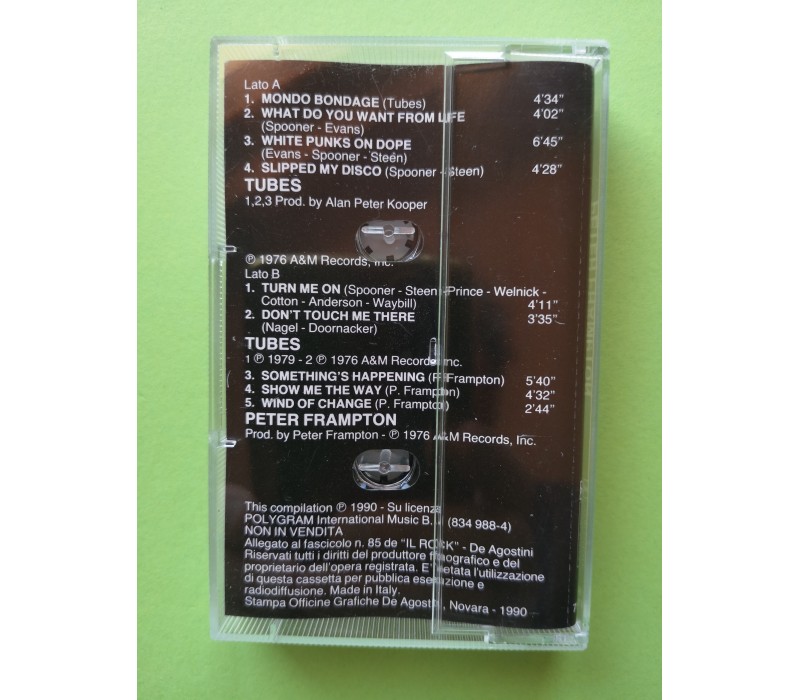 Lato A
1. MONDO BONDAGE (Tubes) 4'34"
2. WHAT DO YOU WANT FROM LIFE 4'02"
(Spooner - Evans)
3. WHITE PUNKS ON DOPE 6'45"
(Evans - Spooner - Steen)
4. SLIPPED MY DISCO (Spooner - Steen) 4'28"
TUBES
1,2,3 Prod. by Alan Peter Kooper
℗ 1976 A&M Records, Inc.
Lato B
1. TURN ME ON (Spooner - Steen - Prince - Welnick -
Cotton - Anderson - Waybill) 4'11"
2. DON'T TOUCH ME THERE 3'35"
(Nagel - Doornacker)
TUBES
1 ℗ 1979 - 2 ℗ 1976 A&M Records, Inc.
3. SOMETHING'S HAPPENING (P. Frampton) 5'40"
4. SHOW ME THE WAY (P. Frampton) 4'32"
5. WIND OF CHANGE (P. Frampton) 2'44"
PETER FRAMPTON
Prod. by Peter Frampton - ℗ 1976 A&M Records, Inc.
This compilation ℗ 1990 - Su licenza
POLYGRAM International Music B.V. (834 988-4)
NON IN VENDITA
Allegato al fascicolo n. 85 de "IL ROCK" - De Agostini
Riservati tutti i diritti del produttore fonografico e del
proprietario dell'opera registrata. E' vietata l'utilizzazione
di questa cassetta per pubblica esecuzione e
radiodiffusione. Made in Italy.
Stampa Officine Grafiche De Agostini, Novara - 1990